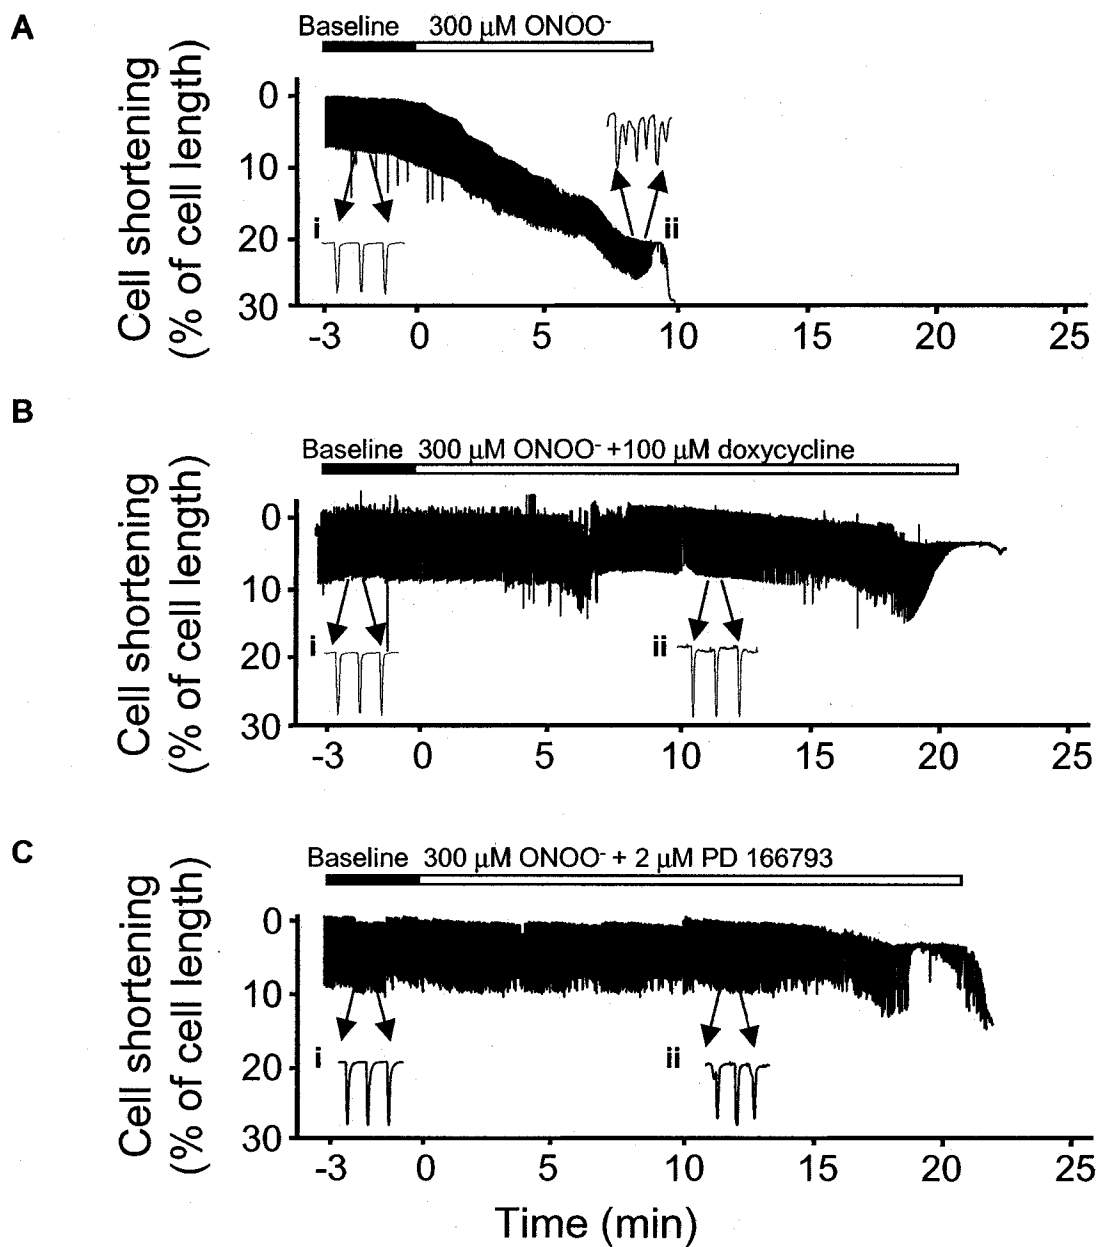 A
Baseline 300 µM ONOO⁻
Cell shortening
(% of cell length)
0
10
20
30
i
ii
-3 0 5 10 15 20 25
B
Baseline 300 µM ONOO⁻ +100 µM doxycycline
Cell shortening
(% of cell length)
0
10
20
30
i
ii
-3 0 5 10 15 20 25
C
Baseline 300 µM ONOO⁻ + 2 µM PD 166793
Cell shortening
(% of cell length)
0
10
20
30
i
ii
-3 0 5 10 15 20 25
Time (min)